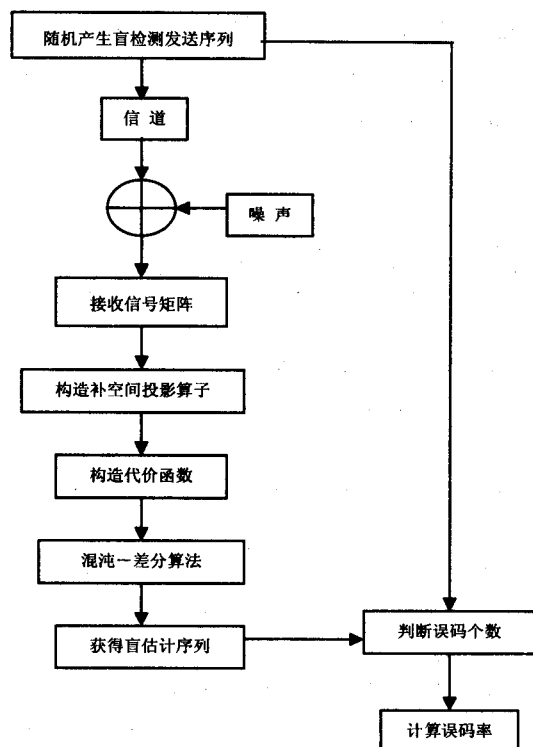 随机产生盲检测发送序列
信 道
噪 声
接收信号矩阵
构造补空间投影算子
构造代价函数
混沌－差分算法
获得盲估计序列
判断误码个数
计算误码率